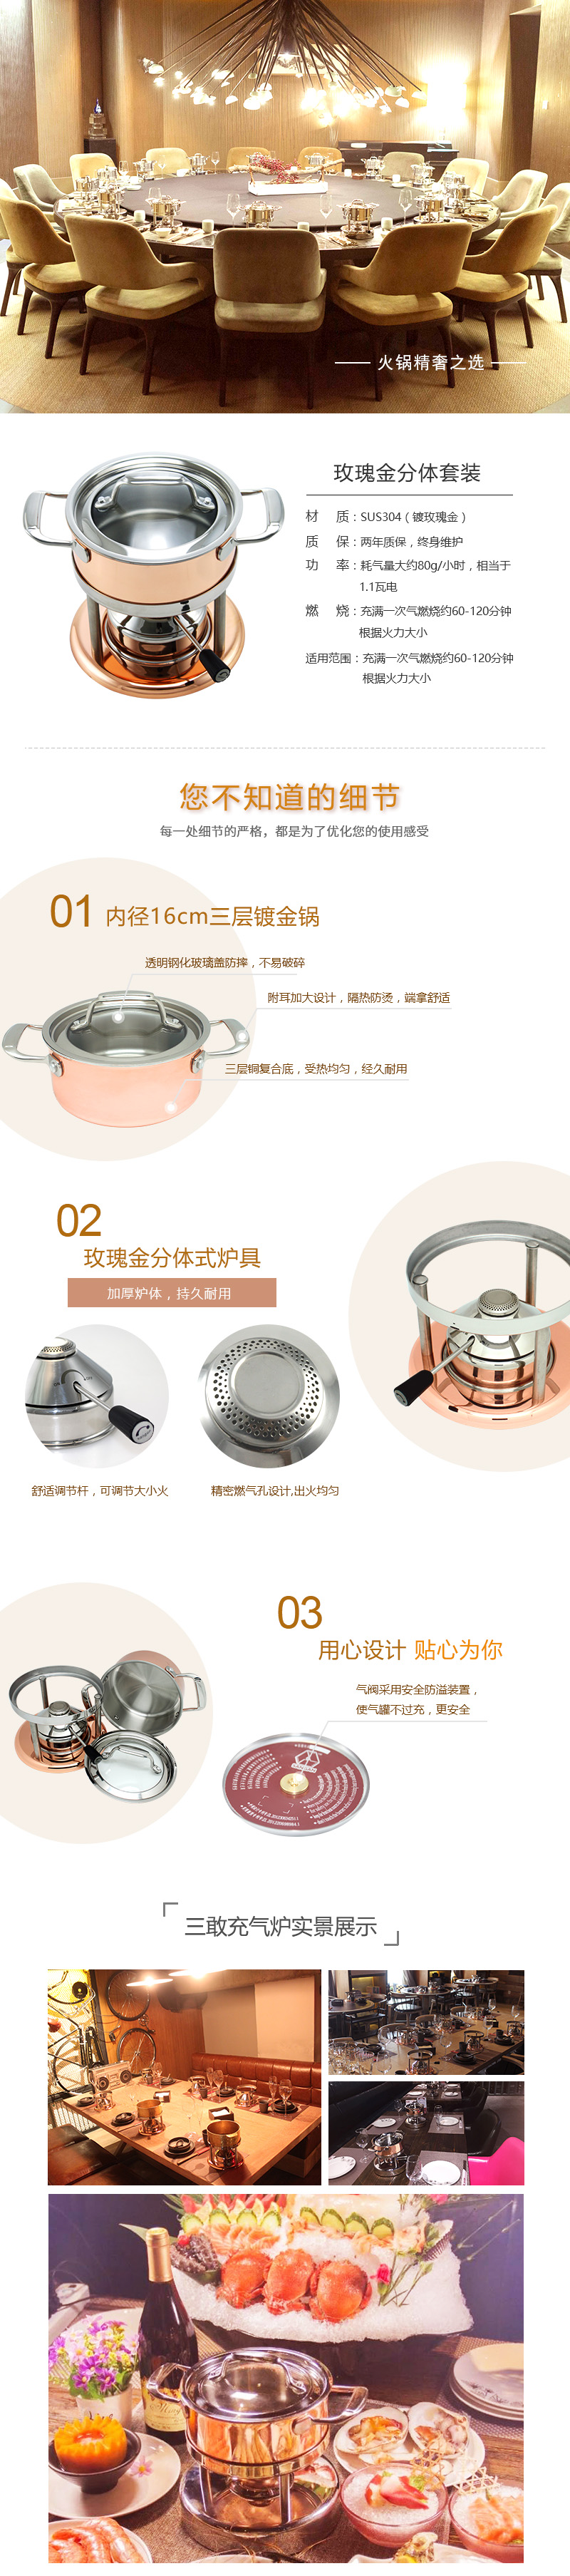 火锅精奢之选
玫瑰金分体套装
材 质：SUS304（镀玫瑰金）
质 保：两年质保，终身维护
功 率：耗气量大约80g/小时，相当于
1.1瓦电
燃 烧：充满一次气燃烧约60-120分钟
根据火力大小
适用范围：充满一次气燃烧约60-120分钟
根据火力大小
您不知道的细节
每一处细节的严格，都是为了优化您的使用感受
01 内径16cm三层镀金锅
透明钢化玻璃盖防摔，不易破碎
附耳加大设计，隔热防烫，端拿舒适
三层铜复合底，受热均匀，经久耐用
02
玫瑰金分体式炉具
加厚炉体，持久耐用
舒适调节杆，可调节大小火
精密燃气孔设计,出火均匀
03
用心设计 贴心为你
气阀采用安全防溢装置，
使气罐不过充，更安全
三敢充气炉实景展示